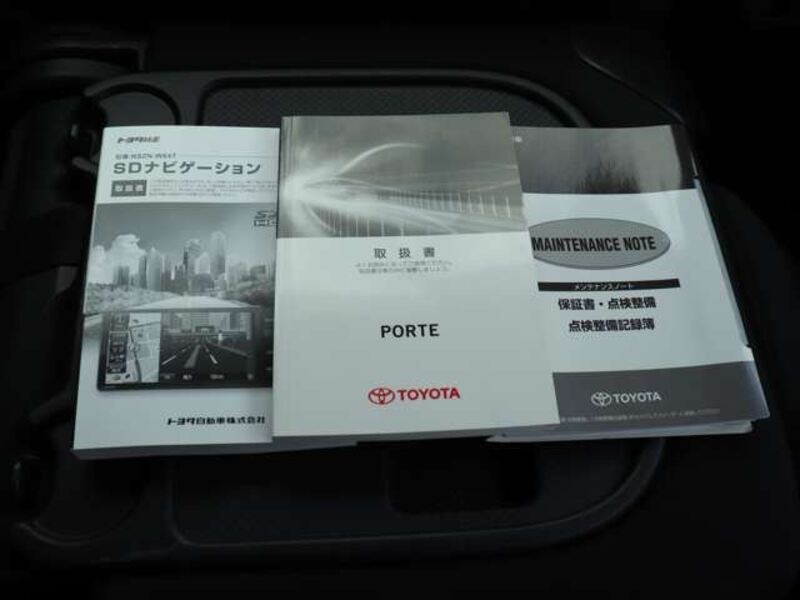 トヨタ純正
SDナビゲーション
取扱書
トヨタ自動車株式会社
取扱書
PORTE
TOYOTA
MAINTENANCE NOTE
メンテナンスノート
保証書・点検整備
点検整備記録簿
TOYOTA